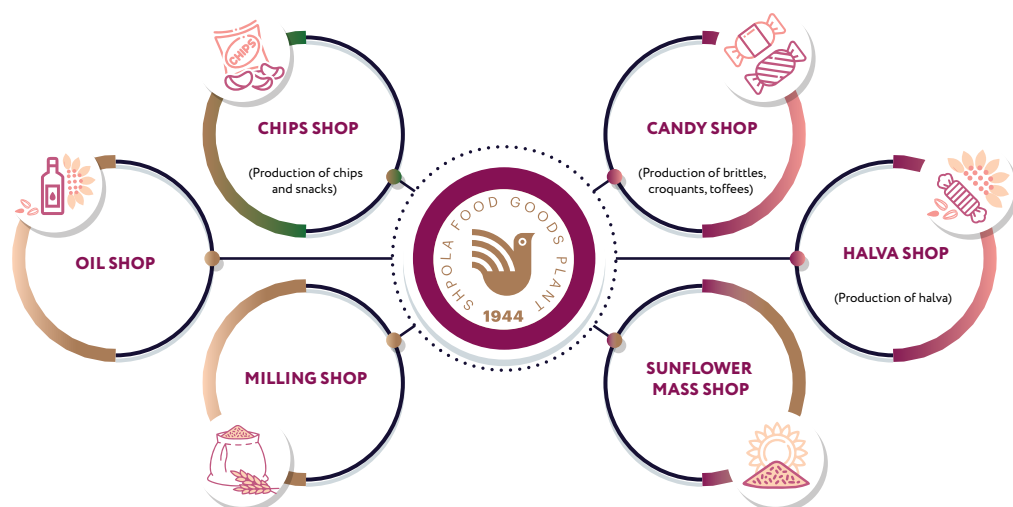 CHIPS
CHIPS SHOP
(Production of chips
and snacks)
CANDY SHOP
(Production of brittles,
croquants, toffees)
OIL SHOP
SHPOLA FOOD GOODS PLANT
1944
HALVA SHOP
(Production of halva)
MILLING SHOP
SUNFLOWER
MASS SHOP